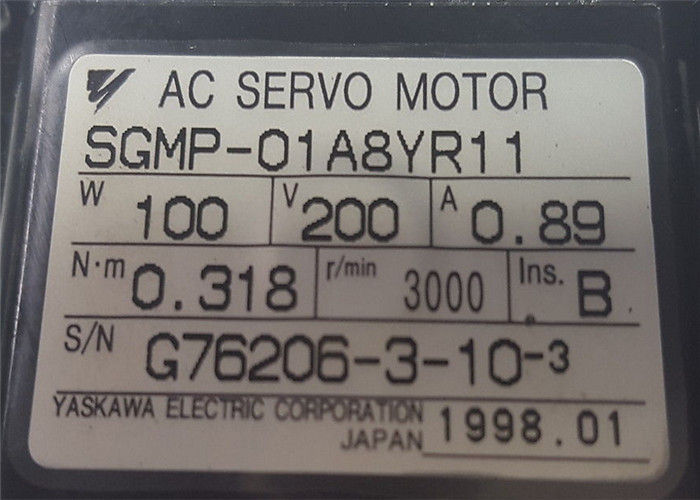 AC SERVO MOTOR
SGMP-01A8YR11
W 100 V 200 A 0.89
N·m 0.318 r/min 3000 Ins. B
S/N G76206-3-10-3
YASKAWA ELECTRIC CORPORATION
JAPAN 1998.01